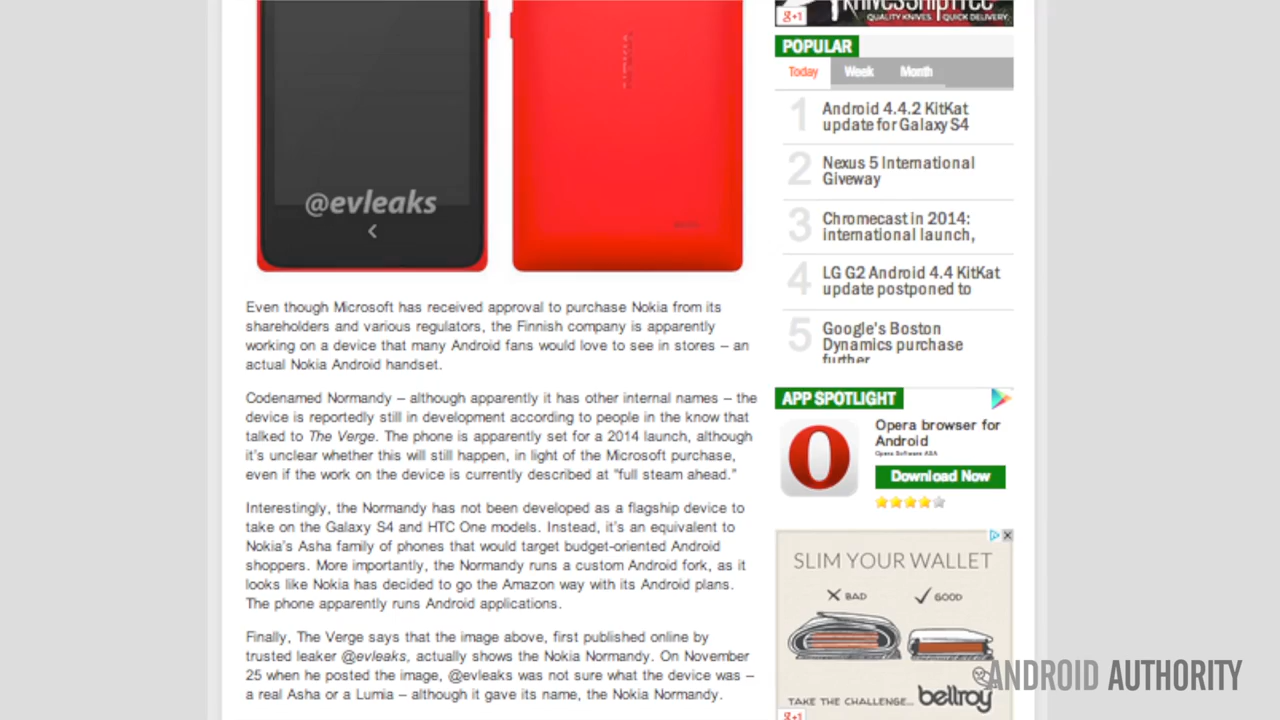 @evleaks
NOKIA
Even though Microsoft has received approval to purchase Nokia from its
shareholders and various regulators, the Finnish company is apparently
working on a device that many Android fans would love to see in stores – an
actual Nokia Android handset.
Codenamed Normandy – although apparently it has other internal names – the
device is reportedly still in development according to people in the know that
talked to The Verge. The phone is apparently set for a 2014 launch, although
it's unclear whether this will still happen, in light of the Microsoft purchase,
even if the work on the device is currently described at "full steam ahead."
Interestingly, the Normandy has not been developed as a flagship device to
take on the Galaxy S4 and HTC One models. Instead, it's an equivalent to
Nokia's Asha family of phones that would target budget-oriented Android
shoppers. More importantly, the Normandy runs a custom Android fork, as it
looks like Nokia has decided to go the Amazon way with its Android plans.
The phone apparently runs Android applications.
Finally, The Verge says that the image above, first published online by
trusted leaker @evleaks, actually shows the Nokia Normandy. On November
25 when he posted the image, @evleaks was not sure what the device was –
a real Asha or a Lumia – although it gave its name, the Nokia Normandy.
QUALITY KNIVES. QUICK DELIVERY.
g+1
POPULAR
Today Week Month
1 Android 4.4.2 KitKat
update for Galaxy S4
2 Nexus 5 International
Giveway
3 Chromecast in 2014:
international launch,
4 LG G2 Android 4.4 KitKat
update postponed to
5 Google's Boston
Dynamics purchase
further
APP SPOTLIGHT
Opera browser for
Android
Opera Software ASA
Download Now
SLIM YOUR WALLET
BAD GOOD
TAKE THE CHALLENGE... bellroy
g+1
ANDROID AUTHORITY